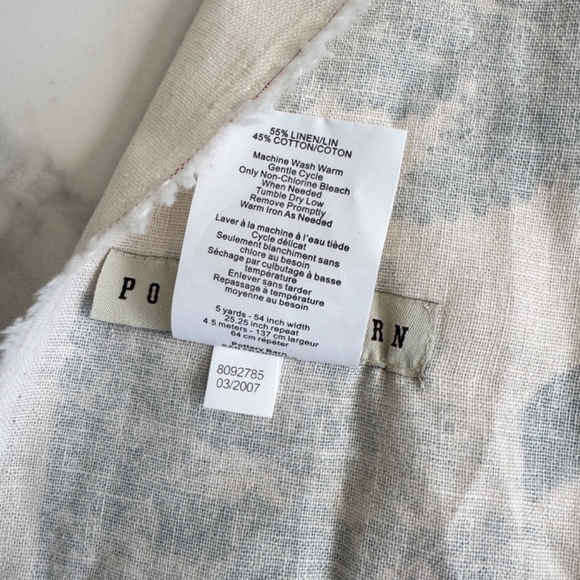 55% LINEN/LIN
45% COTTON/COTON
Machine Wash Warm
Gentle Cycle
Only Non-Chlorine Bleach
When Needed
Tumble Dry Low
Remove Promptly
Warm Iron As Needed
Laver à la machine à l'eau tiède
Cycle délicat
Seulement blanchiment sans
chlore au besoin
Séchage par culbutage à basse
température
Enlever sans tarder
Repassage à température
moyenne au besoin
5 yards - 54 inch width
25.25 inch repeat
4.5 meters - 137 cm largeur
64 cm répéter
Pottery Barn
PO RN
8092785
03/2007